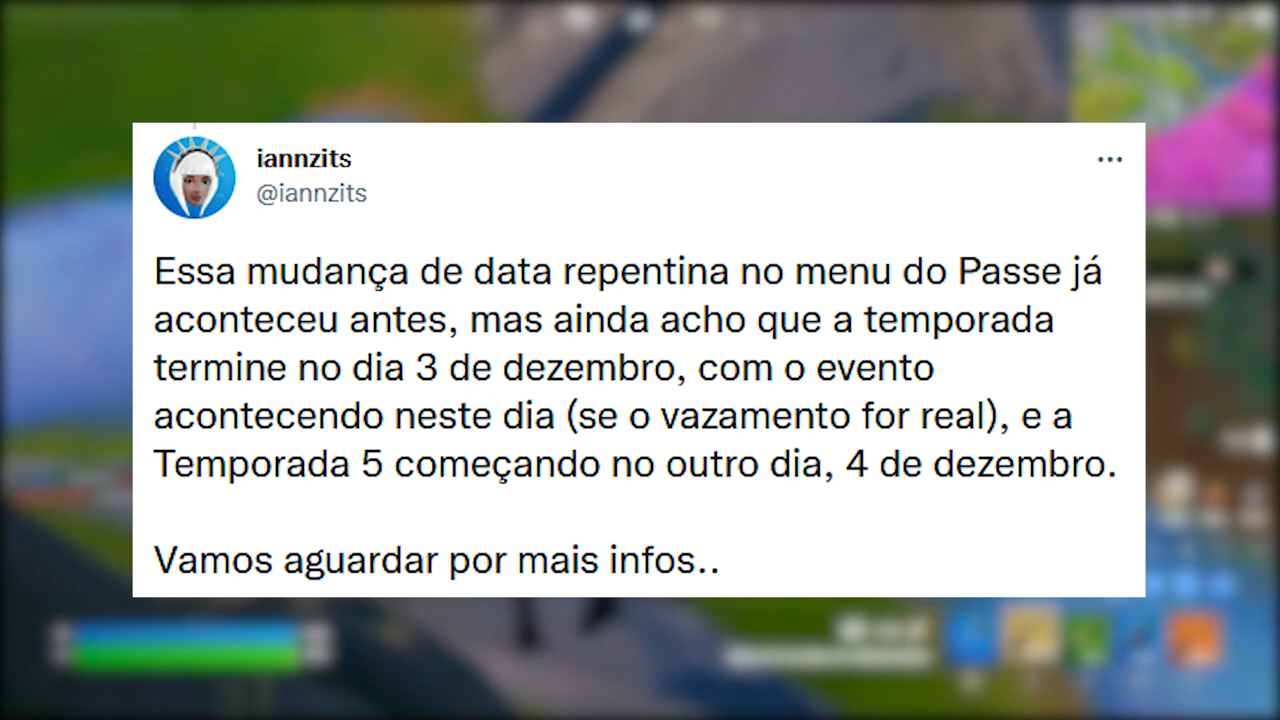 iannzits
@iannzits
Essa mudança de data repentina no menu do Passe já
aconteceu antes, mas ainda acho que a temporada
termine no dia 3 de dezembro, com o evento
acontecendo neste dia (se o vazamento for real), e a
Temporada 5 começando no outro dia, 4 de dezembro.
Vamos aguardar por mais infos..